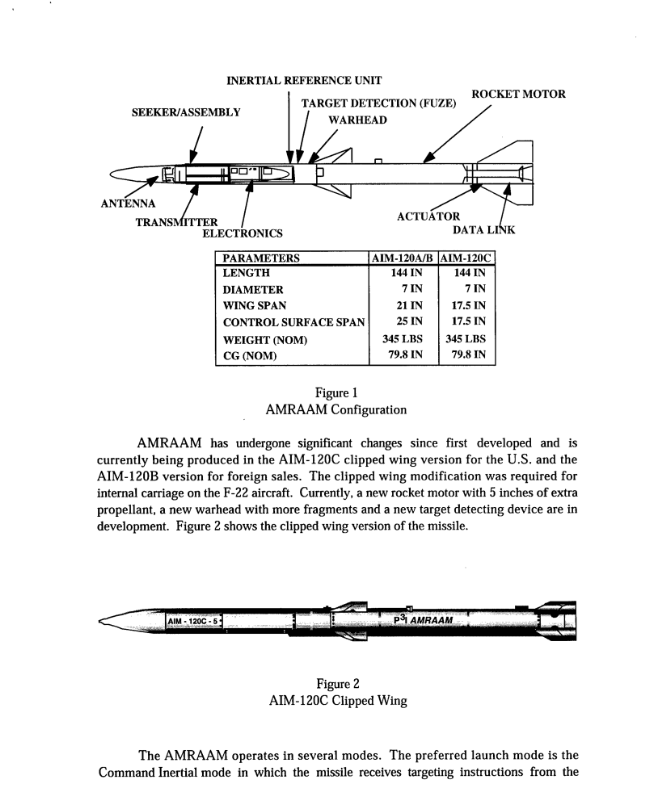 INERTIAL REFERENCE UNIT
TARGET DETECTION (FUZE)
ROCKET MOTOR
SEEKER/ASSEMBLY
WARHEAD
ANTENNA
TRANSMITTER
ELECTRONICS
ACTUATOR
DATA LINK
PARAMETERS AIM-120A/B AIM-120C
LENGTH 144 IN 144 IN
DIAMETER 7 IN 7 IN
WING SPAN 21 IN 17.5 IN
CONTROL SURFACE SPAN 25 IN 17.5 IN
WEIGHT (NOM) 345 LBS 345 LBS
CG (NOM) 79.8 IN 79.8 IN
Figure 1
AMRAAM Configuration
AMRAAM has undergone significant changes since first developed and is
currently being produced in the AIM-120C clipped wing version for the U.S. and the
AIM-120B version for foreign sales. The clipped wing modification was required for
internal carriage on the F-22 aircraft. Currently, a new rocket motor with 5 inches of extra
propellant, a new warhead with more fragments and a new target detecting device are in
development. Figure 2 shows the clipped wing version of the missile.
AIM - 120C - 5
P3I AMRAAM
Figure 2
AIM-120C Clipped Wing
The AMRAAM operates in several modes. The preferred launch mode is the
Command Inertial mode in which the missile receives targeting instructions from the